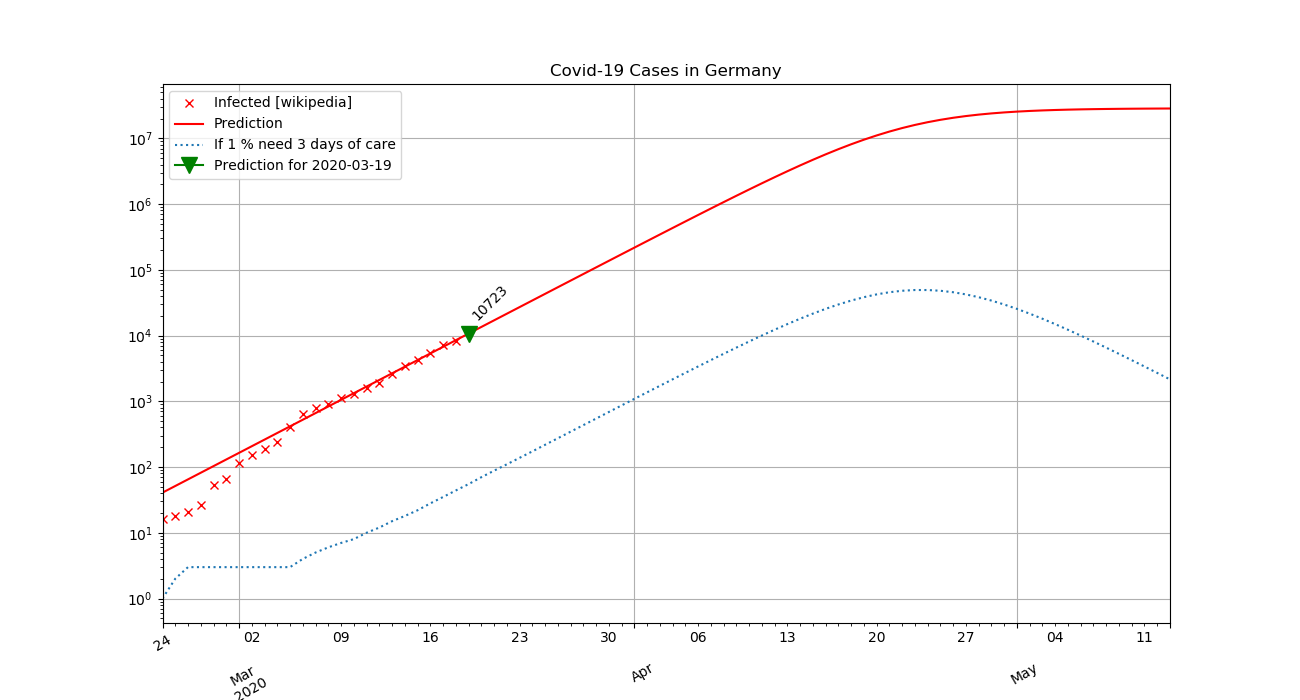 Covid-19 Cases in Germany
Infected [wikipedia]
Prediction
If 1 % need 3 days of care
Prediction for 2020-03-19
10⁷
10⁶
10⁵
10⁴
10³
10²
10¹
10⁰
10723
24 02 09 16 23 30 06 13 20 27 04 11
Mar Apr May
2020